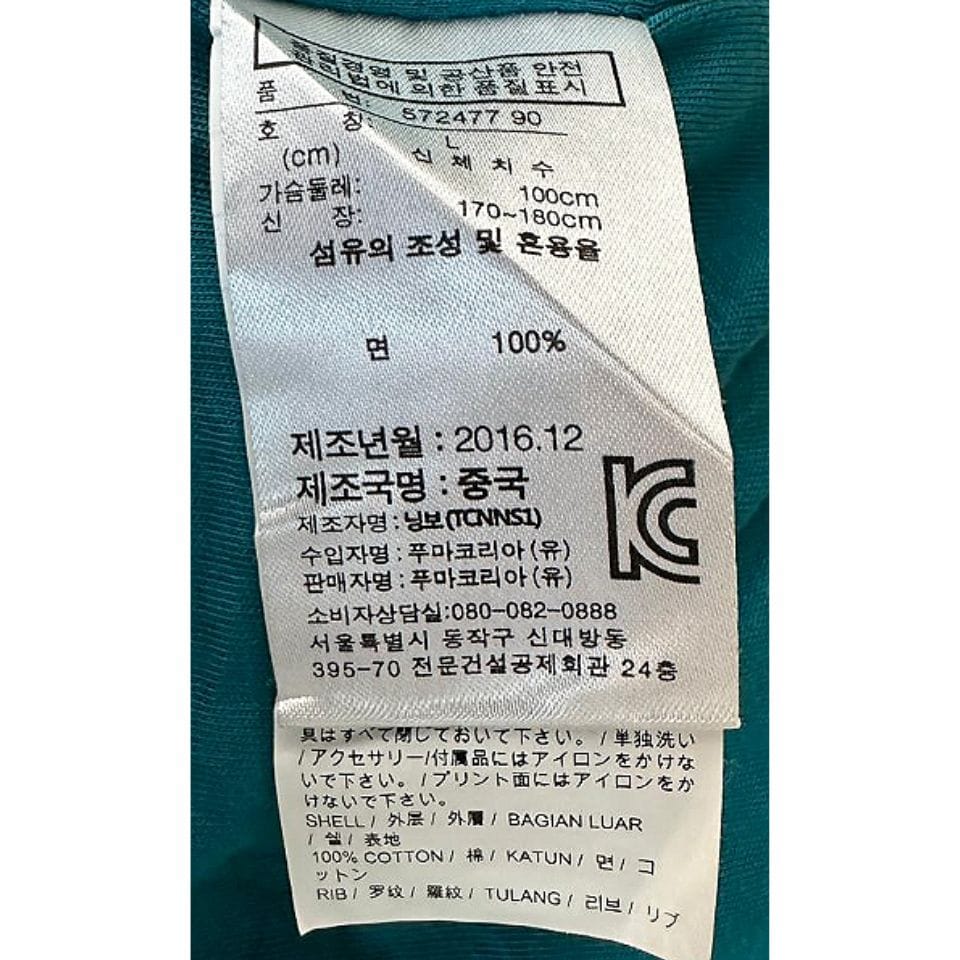 품질경영 및 공산품 안전
관리법에 의한 품질표시
품 번: 572477 90
호 칭: L
(cm) 신 체 치 수
가슴둘레: 100cm
신 장: 170~180cm
섬유의 조성 및 혼용율
면 100%
제조년월 : 2016.12
제조국명 : 중국
제조자명 : 닝보(TCNNS1)
수입자명 : 푸마코리아 (유)
판매자명 : 푸마코리아 (유)
소비자상담실:080-082-0888
서울특별시 동작구 신대방동
395-70 전문건설공제회관 24층
具はすべて閉じておいて下さい。/単独洗い
/アクセサリー/付属品にはアイロンをかけな
いで下さい。/プリント面にはアイロンをか
けないで下さい。
SHELL / 外层 / 外層 / BAGIAN LUAR
/ 쉘 / 表地
100% COTTON / 棉 / KATUN / 면 / コ
ットン
RIB / 罗纹 / 羅紋 / TULANG / 리브 / リブ